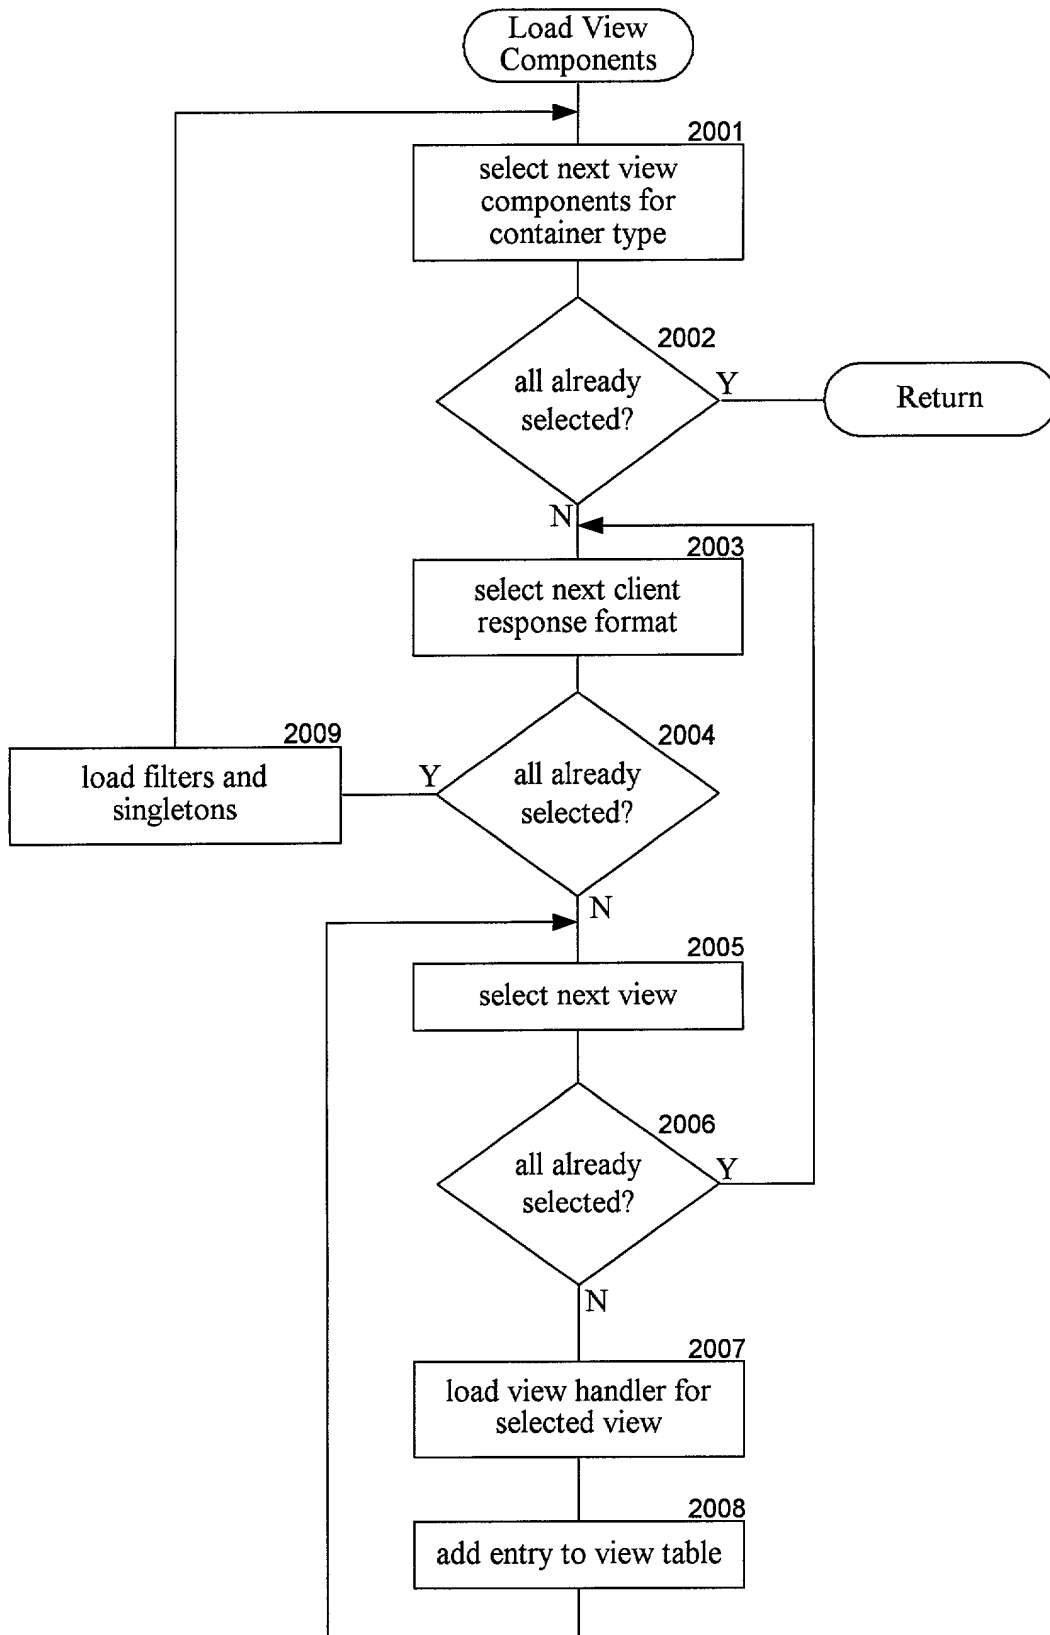 Load View
Components
2001
select next view
components for
container type
2002
all already
selected?
Y
Return
N
2003
select next client
response format
2009
load filters and
singletons
Y
2004
all already
selected?
N
2005
select next view
2006
all already
selected?
Y
N
2007
load view handler for
selected view
2008
add entry to view table